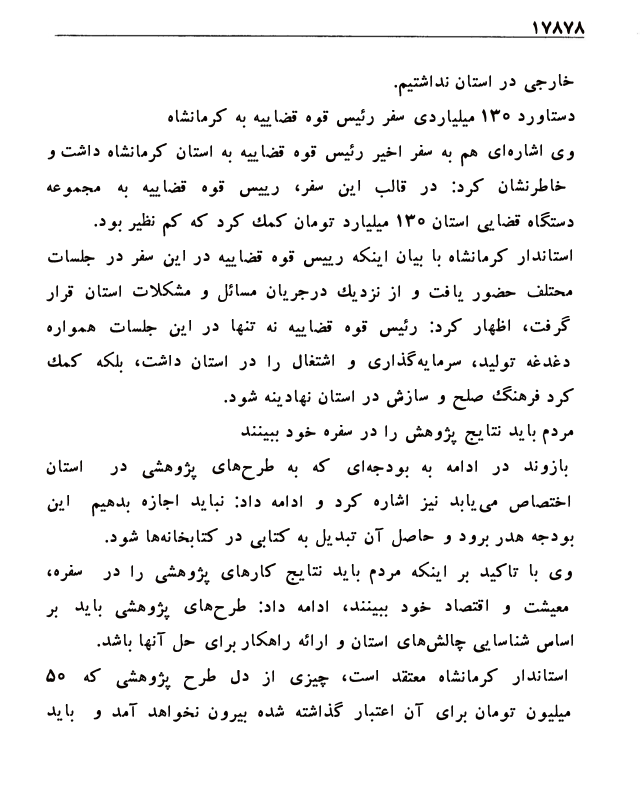 ۱۷۸۷۸
خارجی در استان نداشتیم.
دستاورد ۱۳۰ میلیاردی سفر رئیس قوه قضاییه به کرمانشاه
وی اشاره‌ای هم به سفر اخیر رئیس قوه قضاییه به استان کرمانشاه داشت و
خاطرنشان کرد: در قالب این سفر، رییس قوه قضاییه به مجموعه
دستگاه قضایی استان ۱۳۰ میلیارد تومان کمک کرد که کم نظیر بود.
استاندار کرمانشاه با بیان اینکه رییس قوه قضاییه در این سفر در جلسات
مختلف حضور یافت و از نزدیک درجریان مسائل و مشکلات استان قرار
گرفت، اظهار کرد: رئیس قوه قضاییه نه تنها در این جلسات همواره
دغدغه تولید، سرمایه‌گذاری و اشتغال را در استان داشت، بلکه کمک
کرد فرهنگ صلح و سازش در استان نهادینه شود.
مردم باید نتایج پژوهش را در سفره خود ببینند
بازوند در ادامه به بودجه‌ای که به طرح‌های پژوهشی در استان
اختصاص می‌یابد نیز اشاره کرد و ادامه داد: نباید اجازه بدهیم این
بودجه هدر برود و حاصل آن تبدیل به کتابی در کتابخانه‌ها شود.
وی با تاکید بر اینکه مردم باید نتایج کارهای پژوهشی را در سفره،
معیشت و اقتصاد خود ببینند، ادامه داد: طرح‌های پژوهشی باید بر
اساس شناسایی چالش‌های استان و ارائه راهکار برای حل آنها باشد.
استاندار کرمانشاه معتقد است، چیزی از دل طرح پژوهشی که ۵۰
میلیون تومان برای آن اعتبار گذاشته شده بیرون نخواهد آمد و باید